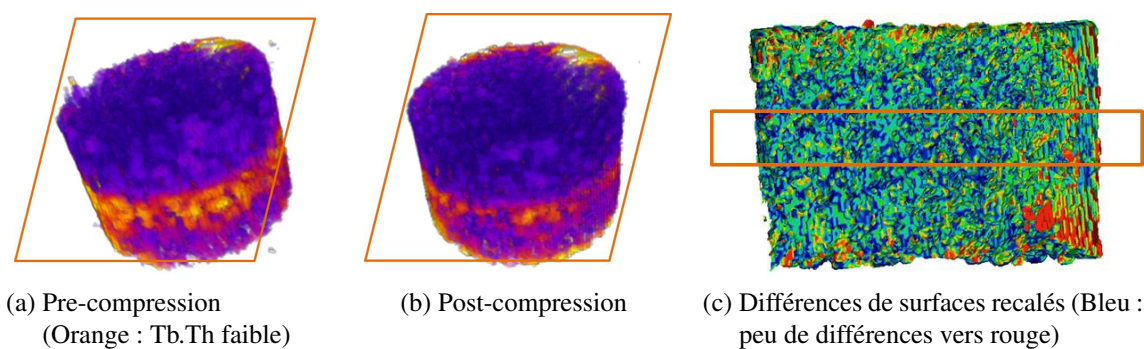 (a) Pre-compression
(Orange : Tb.Th faible)
(b) Post-compression
(c) Différences de surfaces recalés (Bleu :
peu de différences vers rouge)